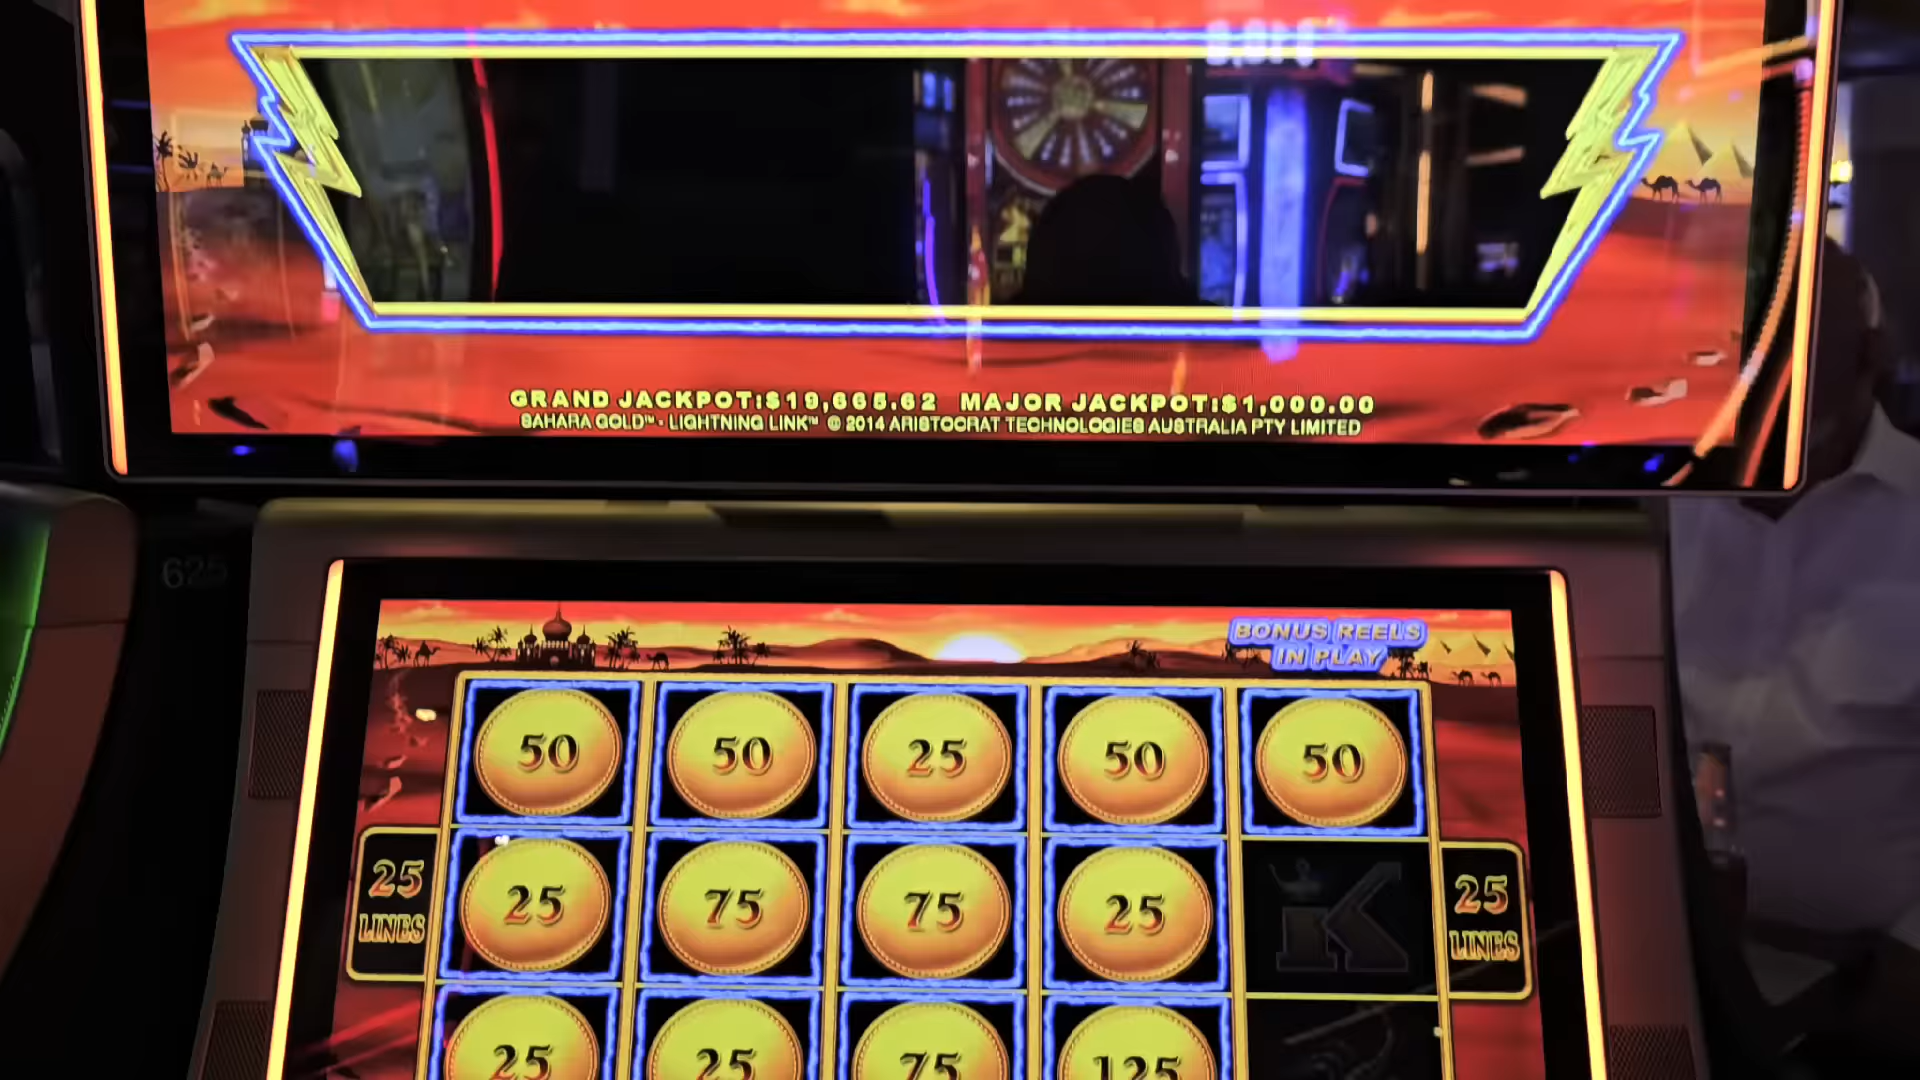 GRAND JACKPOT:$19,665.62 MAJOR JACKPOT:$1,000.00
SAHARA GOLD™ - LIGHTNING LINK™ © 2014 ARISTOCRAT TECHNOLOGIES AUSTRALIA PTY LIMITED
625
BONUS REELS
IN PLAY
50 50 25 50 50
25 LINES
25 75 75 25 K
25 LINES
25 25 75 125